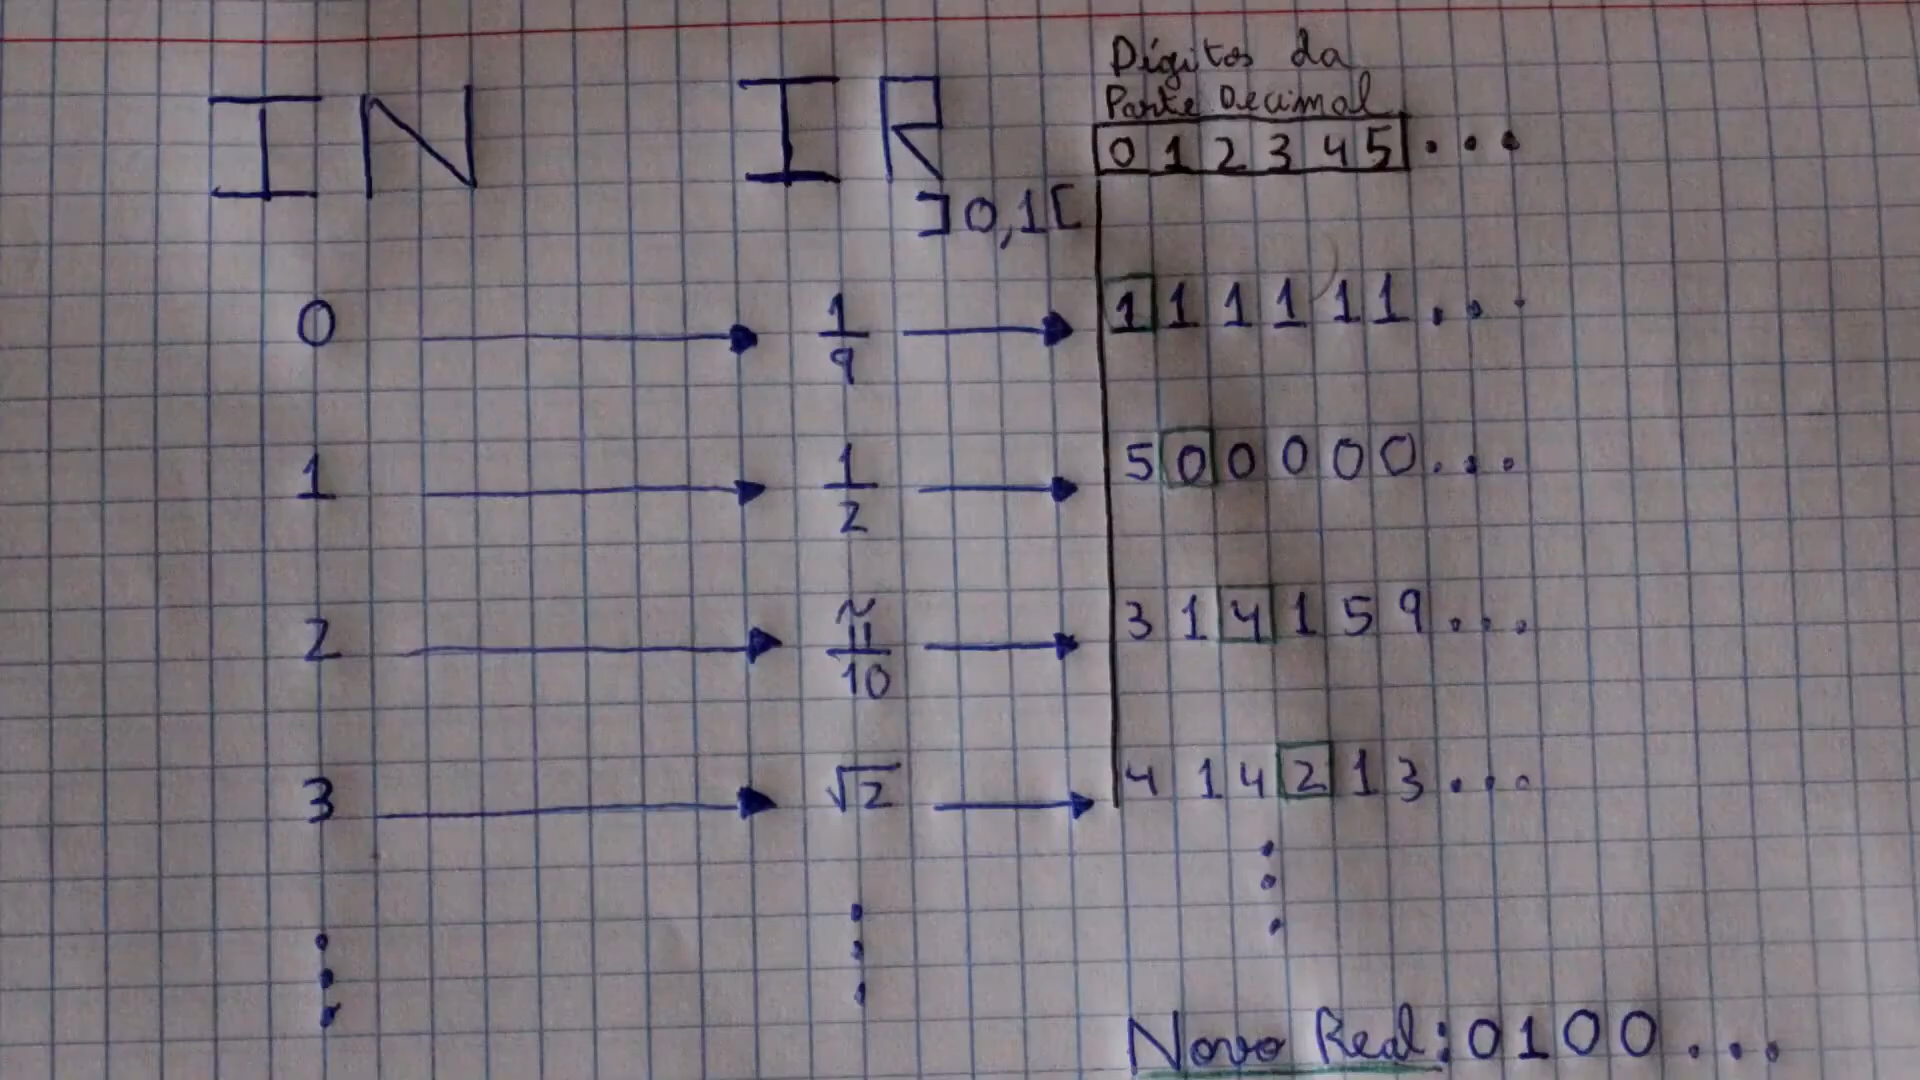 Dígitos da
Parte Decimal
IN IR 0 1 2 3 4 5 ...
]0,1[
0 → 1/9 → 1 1 1 1 1 1 ...
1 → 1/2 → 5 0 0 0 0 0 ...
2 → π/10 → 3 1 4 1 5 9 ...
3 → √2 → 4 1 4 2 1 3 ...
Novo Real: 0 1 0 0 ...